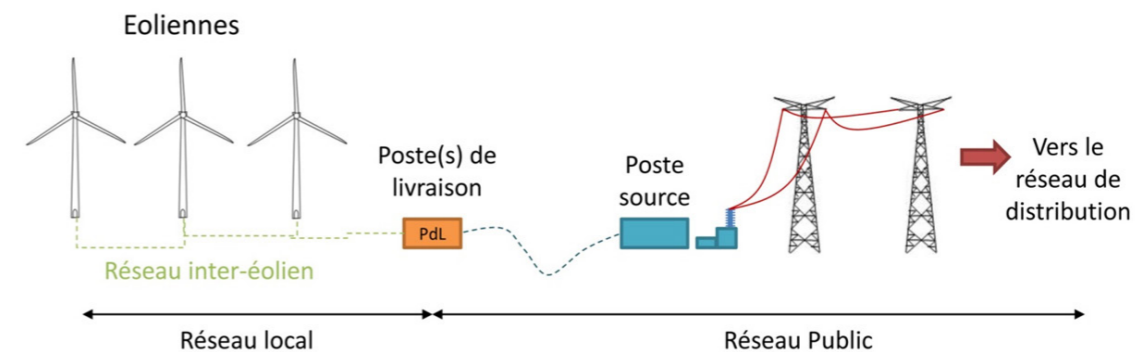 Eoliennes
Poste(s) de
livraison
PdL
Poste
source
Vers le
réseau de
distribution
Réseau inter-éolien
Réseau local
Réseau Public